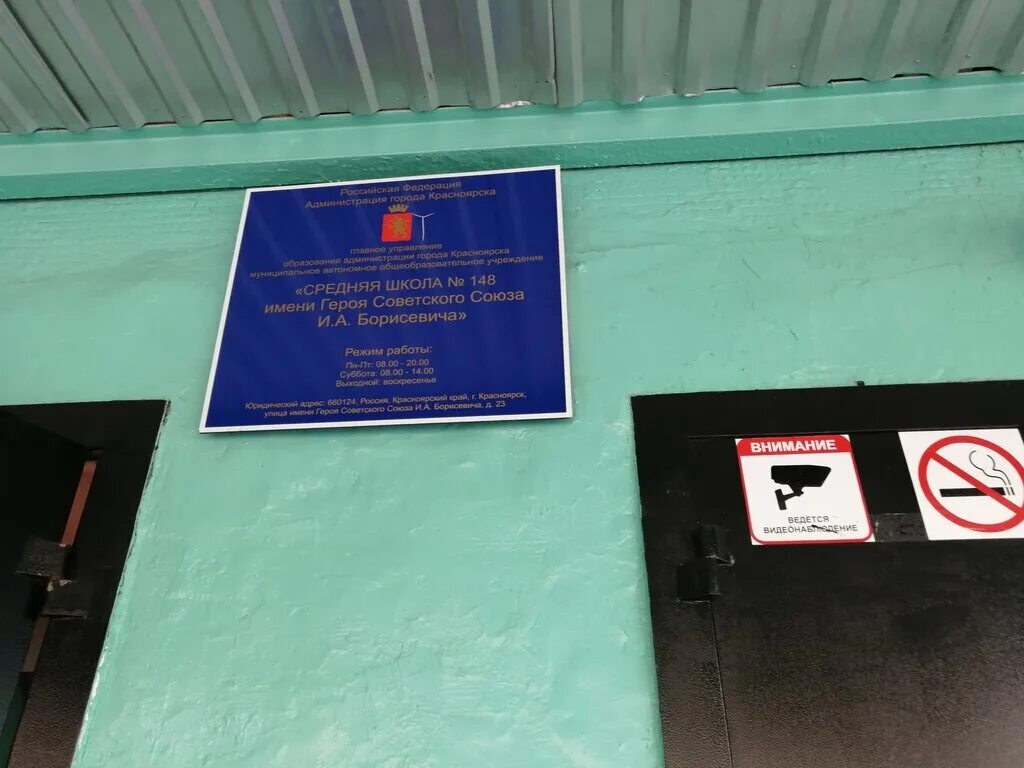 Российская Федерация
Администрация города Красноярска
главное управление
образования администрации города Красноярска
муниципальное автономное общеобразовательное учреждение
«СРЕДНЯЯ ШКОЛА № 148
имени Героя Советского Союза
И.А. Борисевича»
Режим работы:
Пн-Пт: 08.00 - 20.00
Суббота: 08.00 - 14.00
Выходной: воскресенье
Юридический адрес: 660124, Россия, Красноярский край, г. Красноярск,
улица имени Героя Советского Союза И.А. Борисевича, д. 23
ВНИМАНИЕ
ВЕДЁТСЯ
ВИДЕОНАБЛЮДЕНИЕ